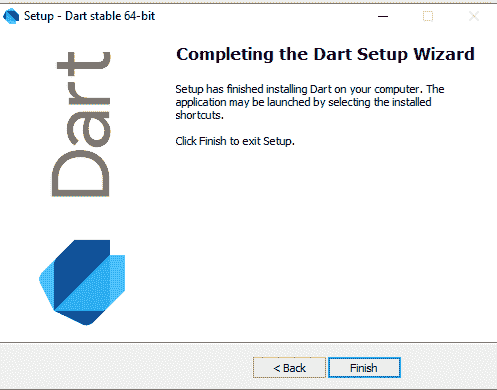 Setup - Dart stable 64-bit
Dart
Completing the Dart Setup Wizard
Setup has finished installing Dart on your computer. The
application may be launched by selecting the installed
shortcuts.
Click Finish to exit Setup.
< Back
Finish